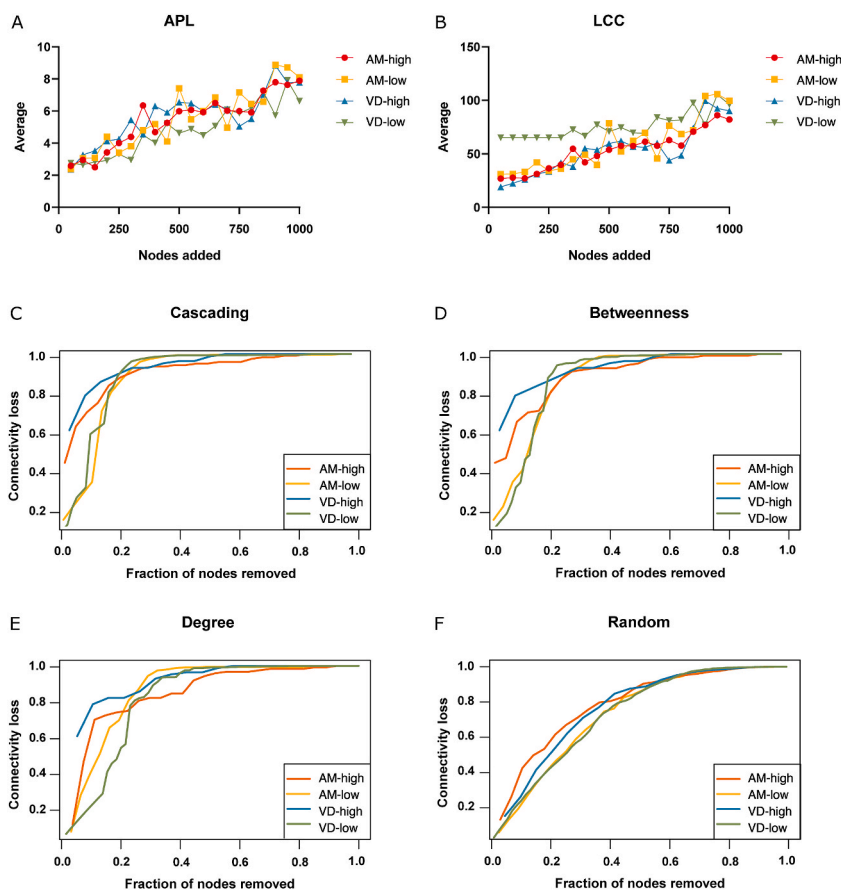 A
APL
10
8
6
4
2
0
Average
0
250
500
750
1000
Nodes added
AM-high
AM-low
VD-high
VD-low
B
LCC
150
100
50
0
Average
0
250
500
750
1000
Nodes added
AM-high
AM-low
VD-high
VD-low
C
Cascading
1.0
0.8
0.6
0.4
0.2
Connectivity loss
AM-high
AM-low
VD-high
VD-low
0.0
0.2
0.4
0.6
0.8
1.0
Fraction of nodes removed
D
Betweenness
1.0
0.8
0.6
0.4
0.2
Connectivity loss
AM-high
AM-low
VD-high
VD-low
0.0
0.2
0.4
0.6
0.8
1.0
Fraction of nodes removed
E
Degree
1.0
0.8
0.6
0.4
0.2
Connectivity loss
AM-high
AM-low
VD-high
VD-low
0.0
0.2
0.4
0.6
0.8
1.0
Fraction of nodes removed
F
Random
1.0
0.8
0.6
0.4
0.2
Connectivity loss
AM-high
AM-low
VD-high
VD-low
0.0
0.2
0.4
0.6
0.8
1.0
Fraction of nodes removed